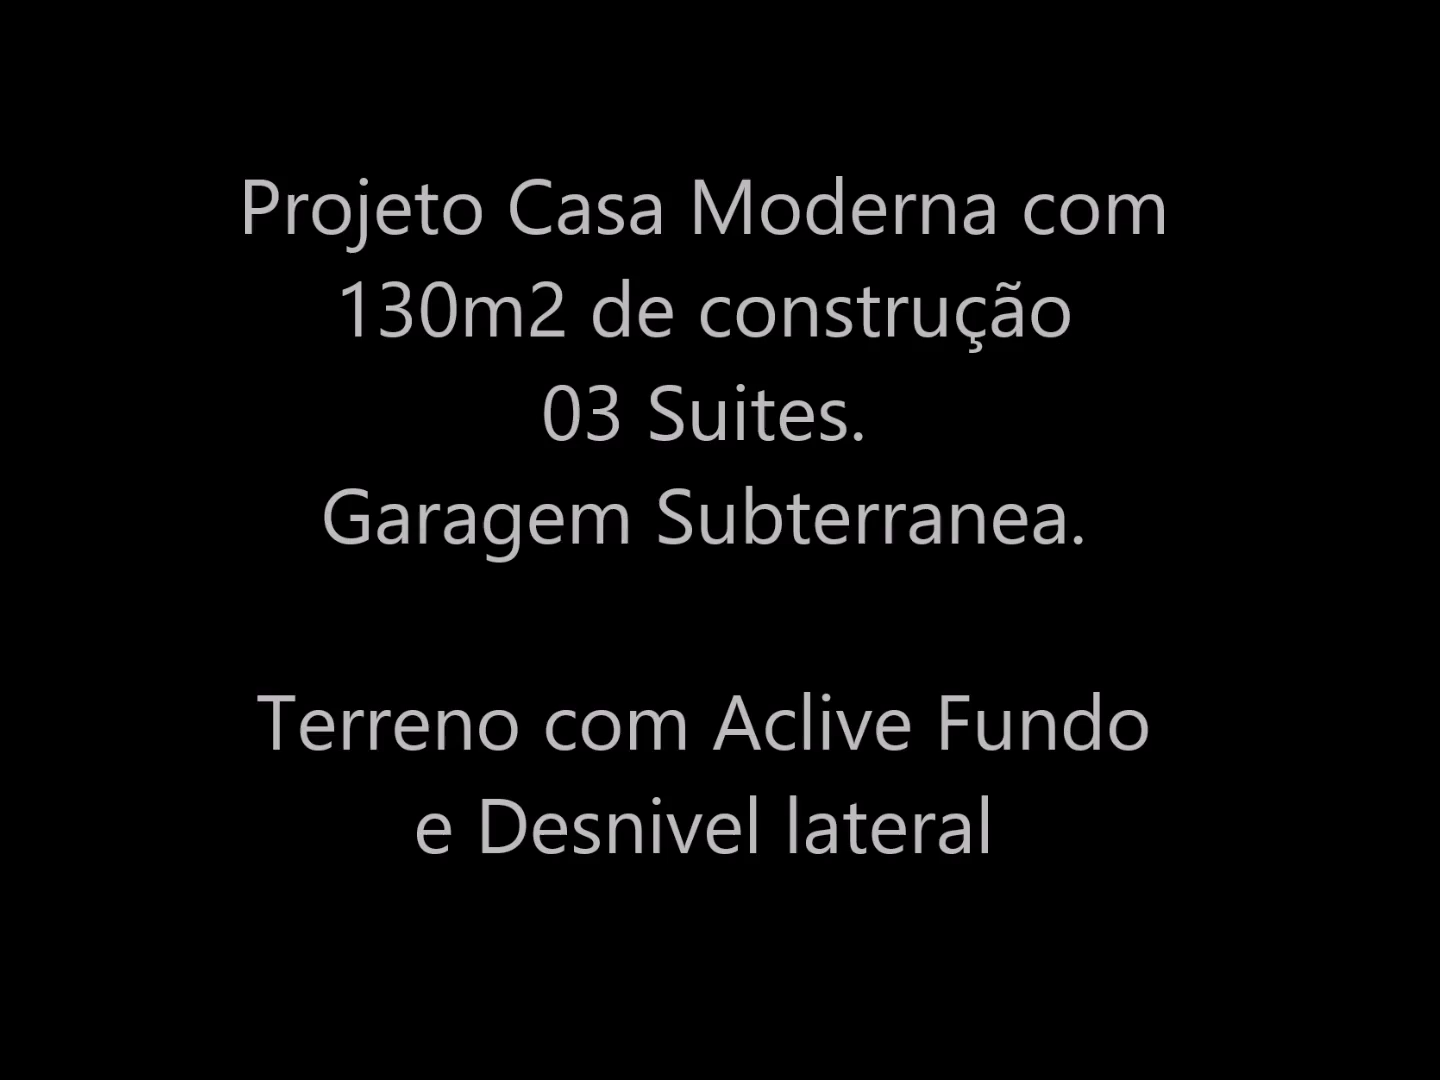 Projeto Casa Moderna com
130m2 de construção
03 Suites.
Garagem Subterranea.
Terreno com Aclive Fundo
e Desnivel lateral